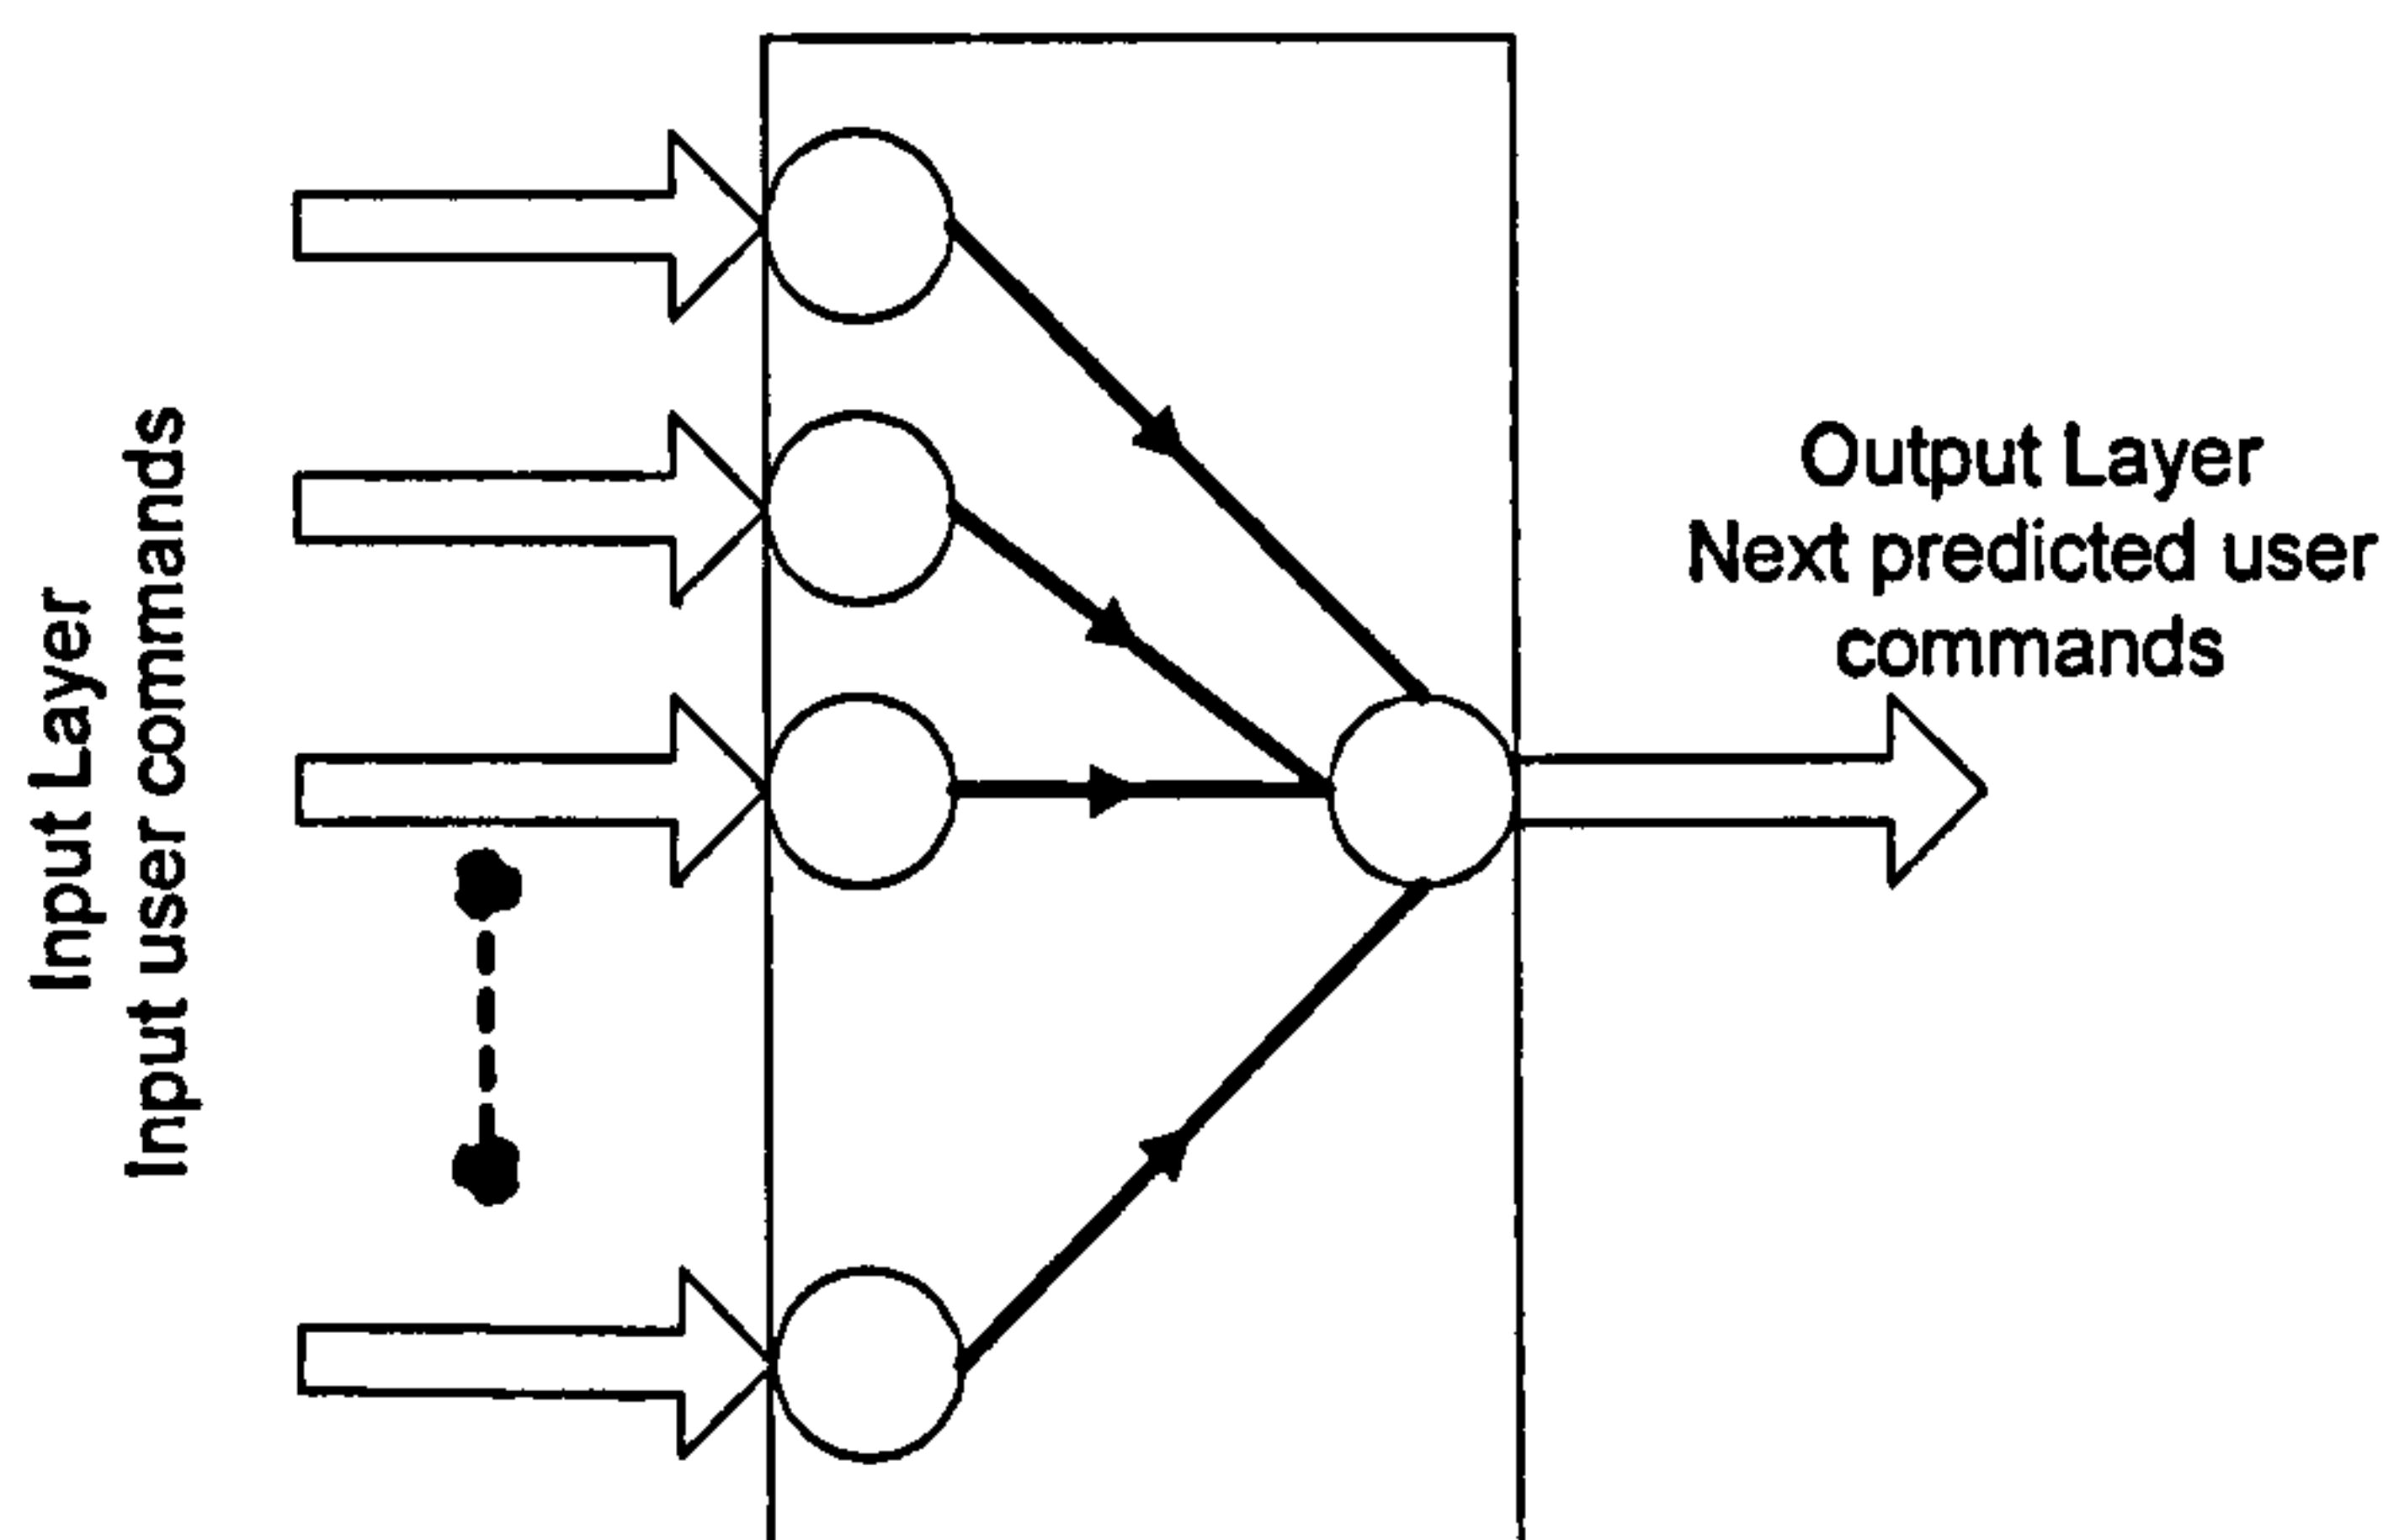 Input Layer
Input user commands
Output Layer
Next predicted user
commands